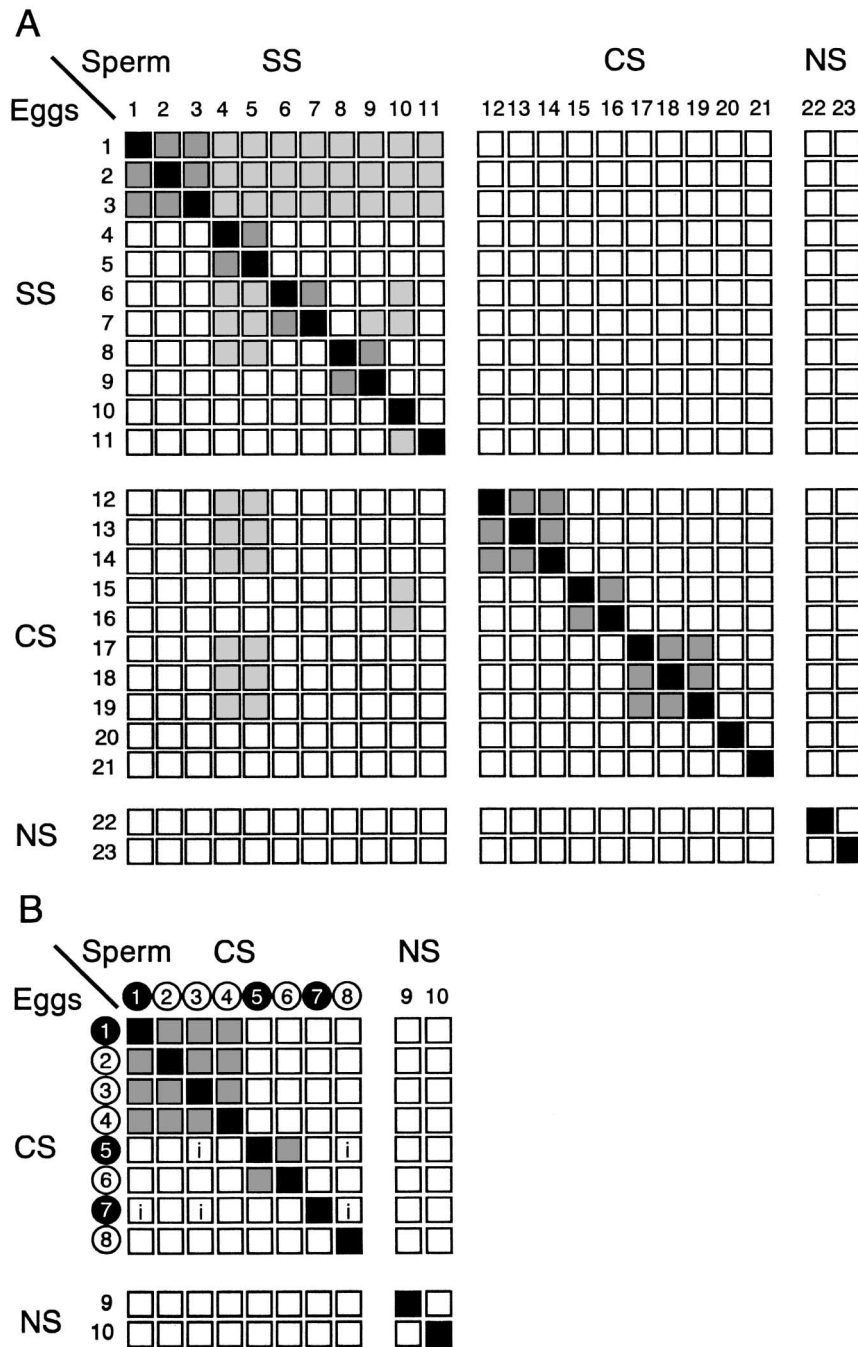 A
Sperm SS CS NS
Eggs 1 2 3 4 5 6 7 8 9 10 11 12 13 14 15 16 17 18 19 20 21 22 23
1
2
3
4
5
SS 6
7
8
9
10
11
12
13
14
15
CS 16
17
18
19
20
21
NS 22
23
B
Sperm CS NS
Eggs 1 2 3 4 5 6 7 8 9 10
1
2
3
4
CS 5 i i
6
7 i i i
8
NS 9
10